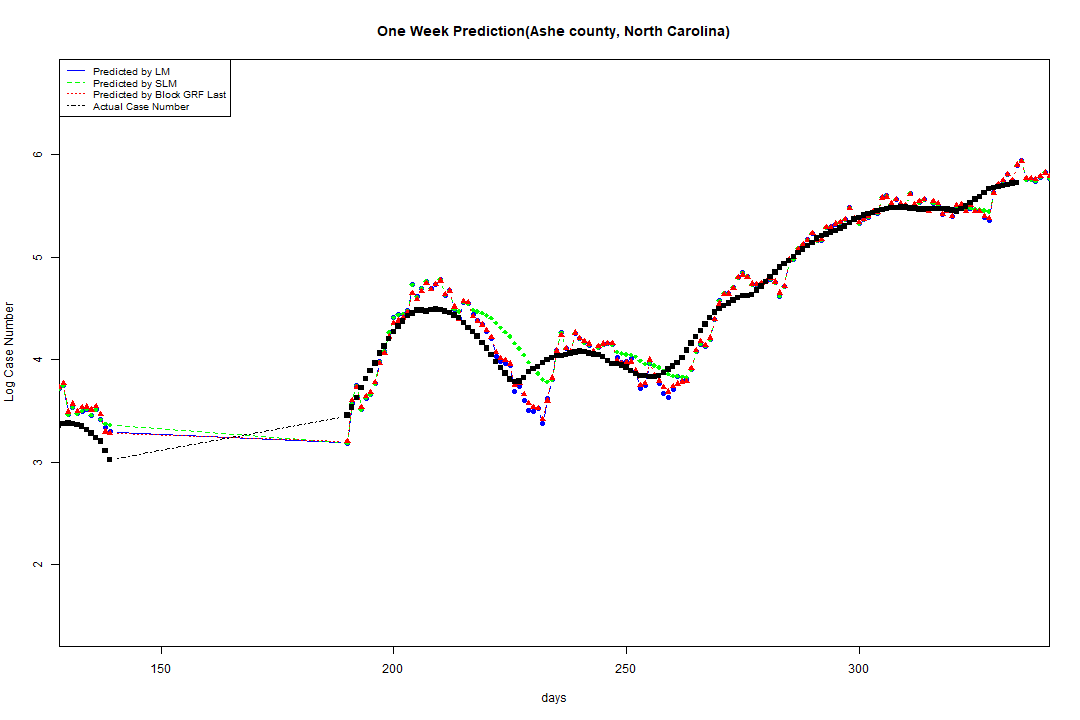 One Week Prediction(Ashe county, North Carolina)
Predicted by LM
Predicted by SLM
Predicted by Block GRF Last
Actual Case Number
6
5
4
3
2
Log Case Number
150
200
250
300
days